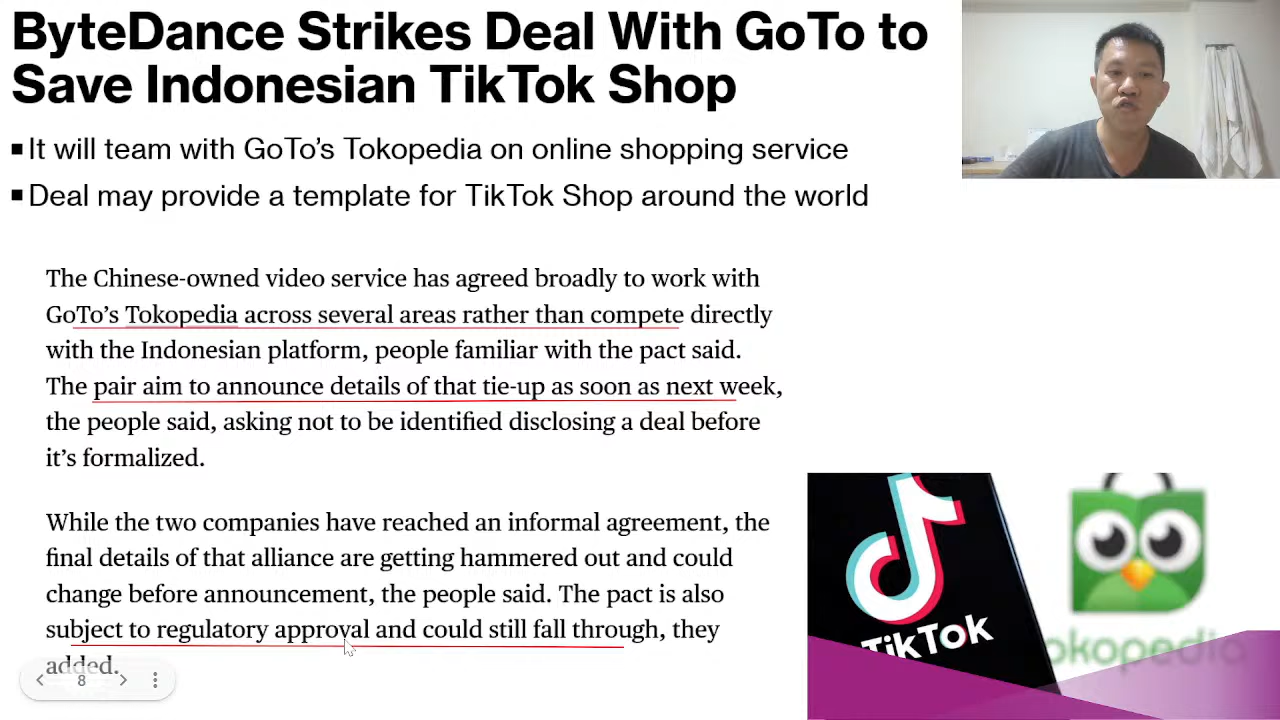 ByteDance Strikes Deal With GoTo to
Save Indonesian TikTok Shop
▪ It will team with GoTo’s Tokopedia on online shopping service
▪ Deal may provide a template for TikTok Shop around the world
The Chinese-owned video service has agreed broadly to work with
GoTo’s Tokopedia across several areas rather than compete directly
with the Indonesian platform, people familiar with the pact said.
The pair aim to announce details of that tie-up as soon as next week,
the people said, asking not to be identified disclosing a deal before
it’s formalized.
While the two companies have reached an informal agreement, the
final details of that alliance are getting hammered out and could
change before announcement, the people said. The pact is also
subject to regulatory approval and could still fall through, they
added.
8
TikTok
tokopedia